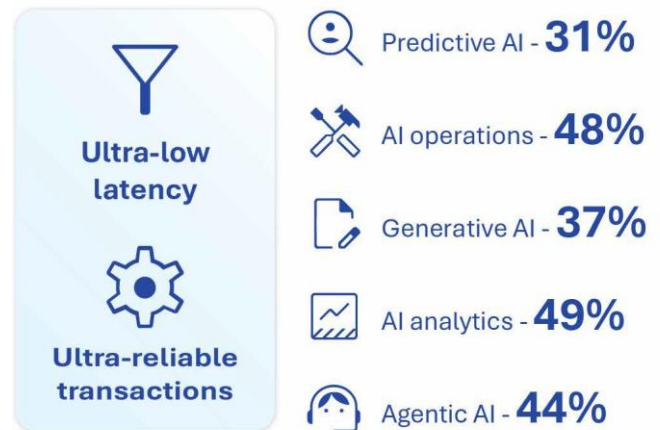 Ultra-low
latency
Ultra-reliable
transactions
Predictive AI - 31%
AI operations - 48%
Generative AI - 37%
AI analytics - 49%
Agentic AI - 44%